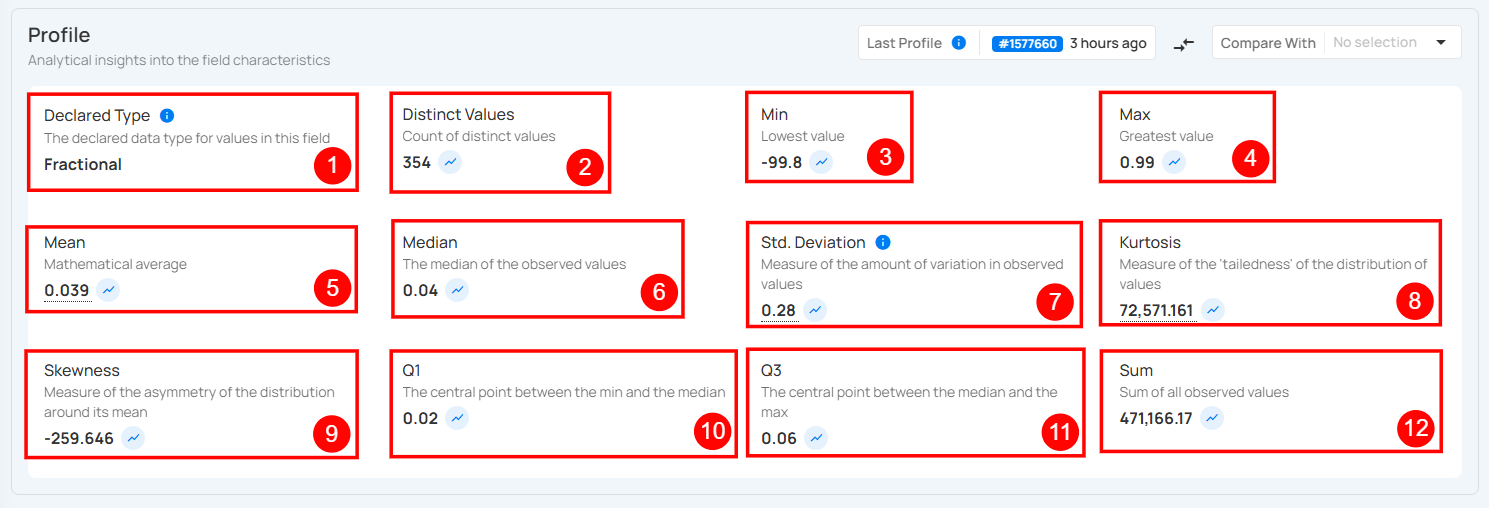 Profile
Analytical insights into the field characteristics
Last Profile #1577660 3 hours ago Compare With No selection
Declared Type
The declared data type for values in this field
Fractional
1
Distinct Values
Count of distinct values
354
2
Min
Lowest value
-99.8
3
Max
Greatest value
0.99
4
Mean
Mathematical average
0.039
5
Median
The median of the observed values
0.04
6
Std. Deviation
Measure of the amount of variation in observed
values
0.28
7
Kurtosis
Measure of the 'tailedness' of the distribution of
values
72,571.161
8
Skewness
Measure of the asymmetry of the distribution
around its mean
-259.646
9
Q1
The central point between the min and the median
0.02
10
Q3
The central point between the median and the
max
0.06
11
Sum
Sum of all observed values
471,166.17
12